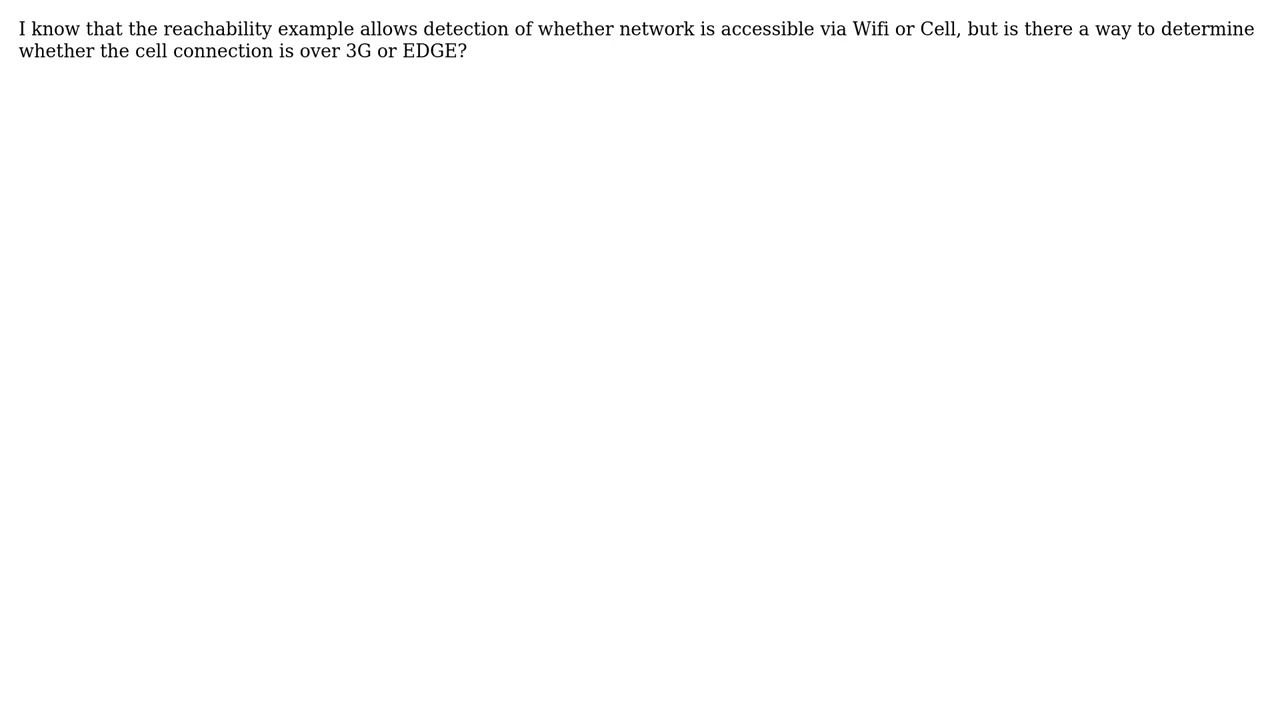 I know that the reachability example allows detection of whether network is accessible via Wifi or Cell, but is there a way to determine
whether the cell connection is over 3G or EDGE?